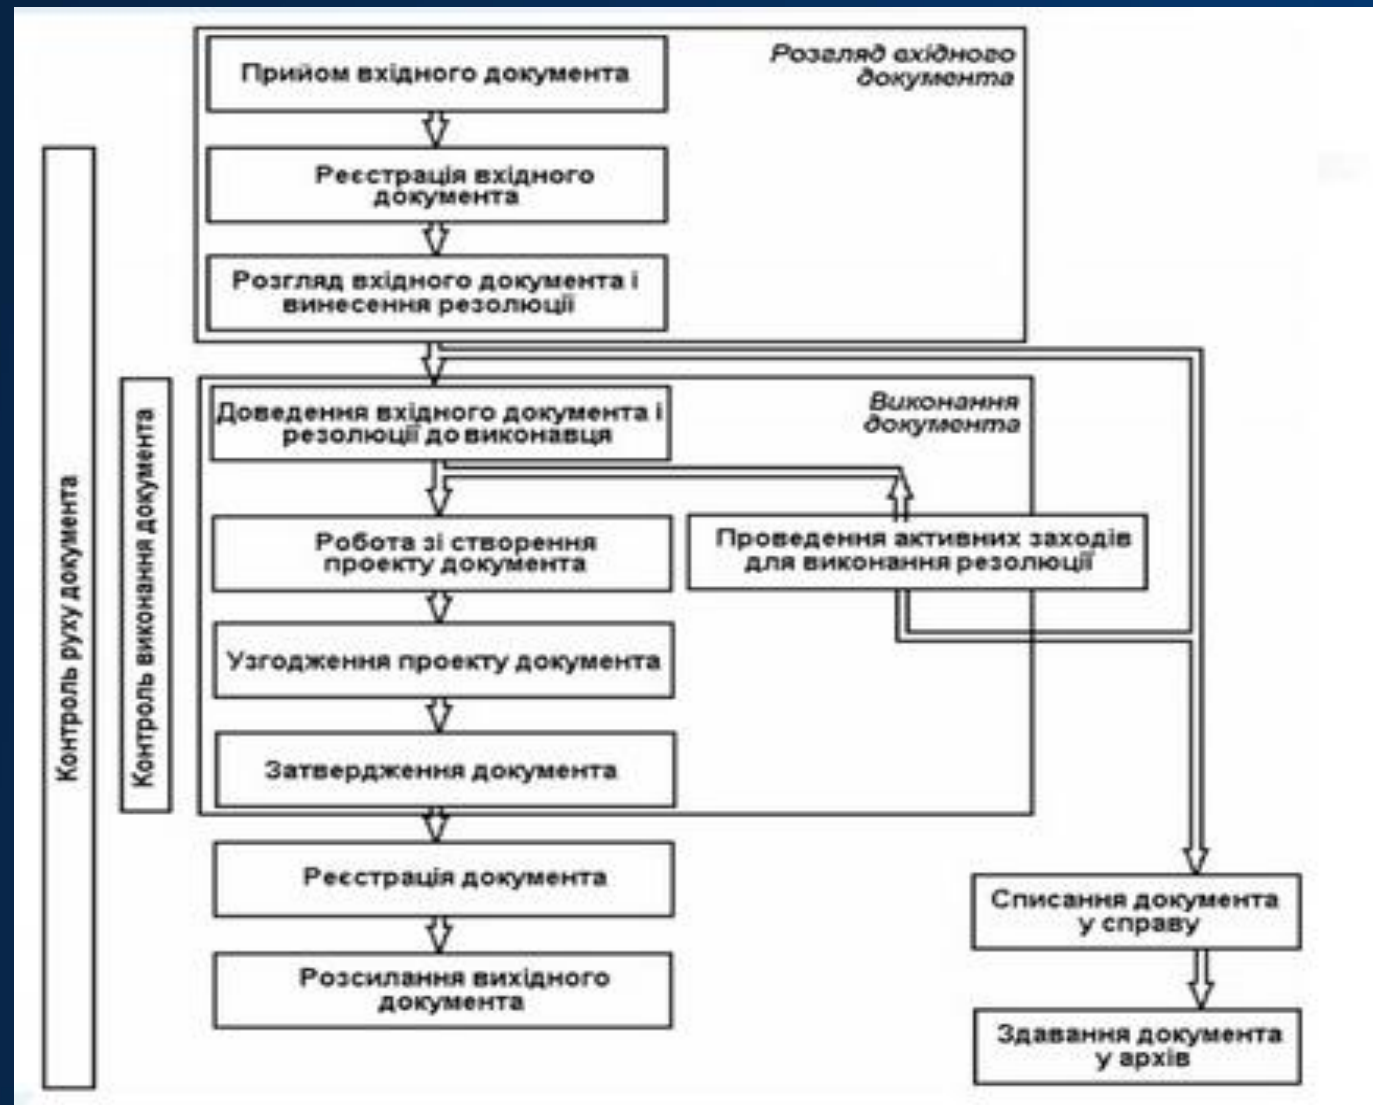 Прийом вхідного документа
Розгляд вхідного
документа
Реєстрація вхідного
документа
Розгляд вхідного документа і
винесення резолюції
Контроль руху документа
Контроль виконання документа
Доведення вхідного документа і
резолюції до виконавця
Виконання
документа
Робота зі створення
проекту документа
Проведення активних заходів
для виконання резолюції
Узгодження проекту документа
Затвердження документа
Реєстрація документа
Списання документа
у справу
Розсилання вихідного
документа
Здавання документа
у архів